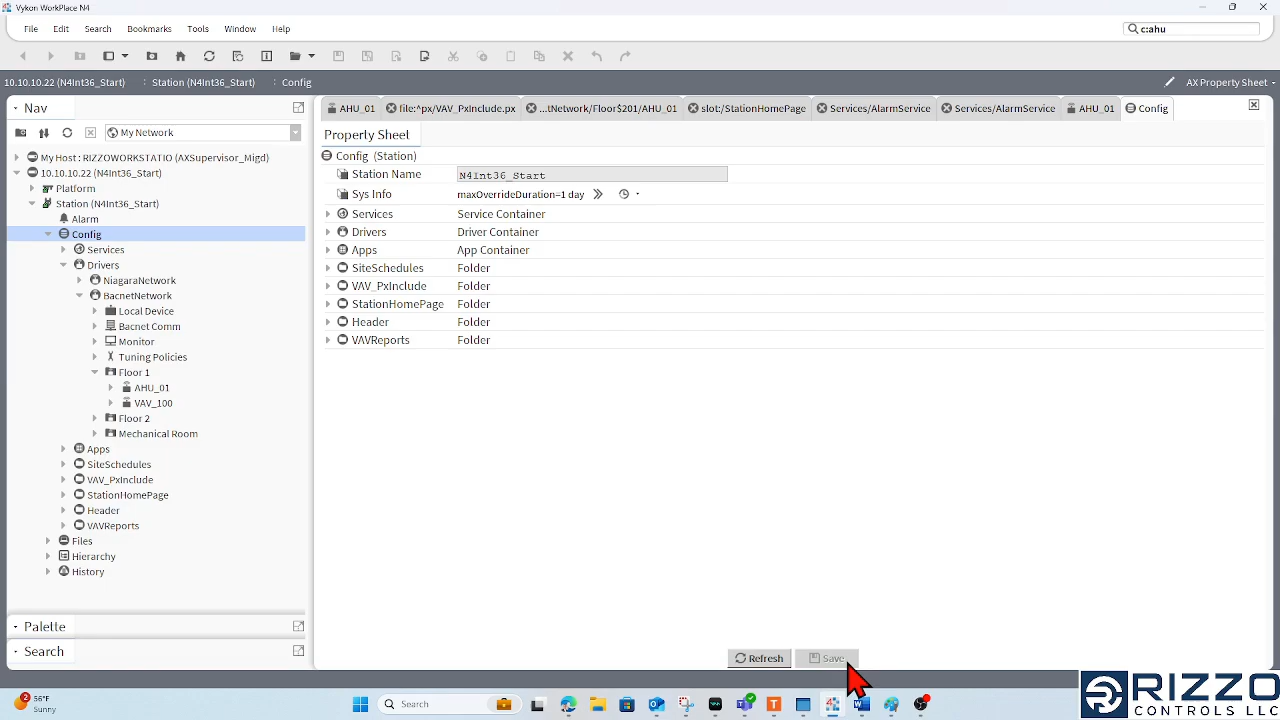 Vykon WorkPlace N4
File Edit Search Bookmarks Tools Window Help
c:ahu
10.10.10.22 (N4Int36_Start) : Station (N4Int36_Start) : Config
AX Property Sheet
Nav
My Network
My Host : RIZZOWORKSTATIO (AXSupervisor_Migd)
10.10.10.22 (N4Int36_Start)
Platform
Station (N4Int36_Start)
Alarm
Config
Services
Drivers
NiagaraNetwork
BacnetNetwork
Local Device
Bacnet Comm
Monitor
Tuning Policies
Floor 1
AHU_01
VAV_100
Floor 2
Mechanical Room
Apps
SiteSchedules
VAV_PxInclude
StationHomePage
Header
VAVReports
Files
Hierarchy
History
Palette
Search
AHU_01 file:^px/VAV_PxInclude.px ...tNetwork/Floor$201/AHU_01 slot:/StationHomePage Services/AlarmService Services/AlarmService AHU_01 Config
Property Sheet
Config (Station)
Station Name N4Int36_Start
Sys Info maxOverrideDuration=1 day
Services Service Container
Drivers Driver Container
Apps App Container
SiteSchedules Folder
VAV_PxInclude Folder
StationHomePage Folder
Header Folder
VAVReports Folder
Refresh Save
2
56°F
Sunny
Search
RIZZO
CONTROLS LLC